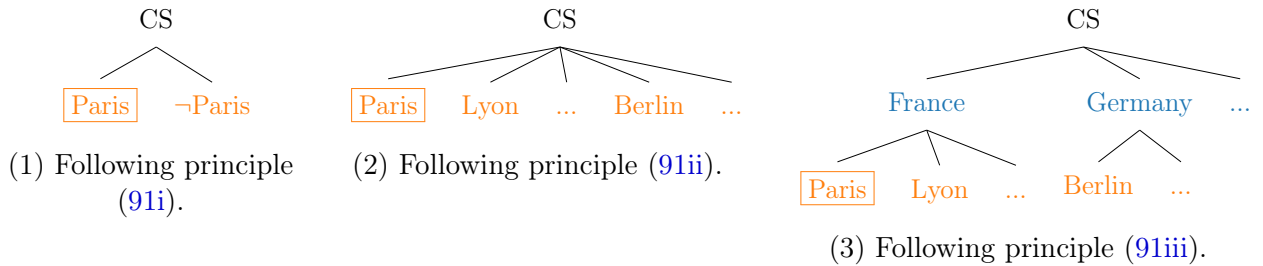 CS
Paris ¬Paris
(1) Following principle
(91i).
CS
Paris Lyon ... Berlin ...
(2) Following principle (91ii).
CS
France Germany ...
Paris Lyon ... Berlin ...
(3) Following principle (91iii).